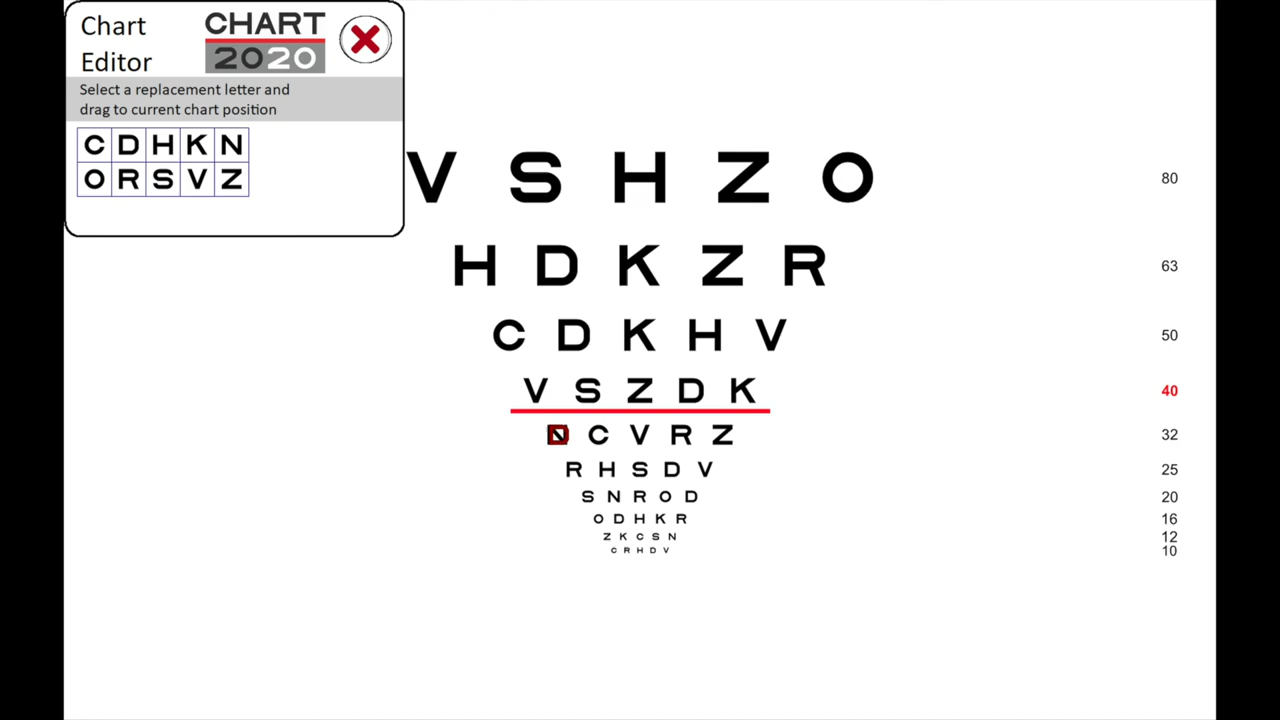 Chart
Editor
CHART
2020
Select a replacement letter and
drag to current chart position
C D H K N
O R S V Z
V S H Z O 80
H D K Z R 63
C D K H V 50
V S Z D K 40
N C V R Z 32
R H S D V 25
S N R O D 20
O D H K R 16
Z K C S N 12
C R H D V 10